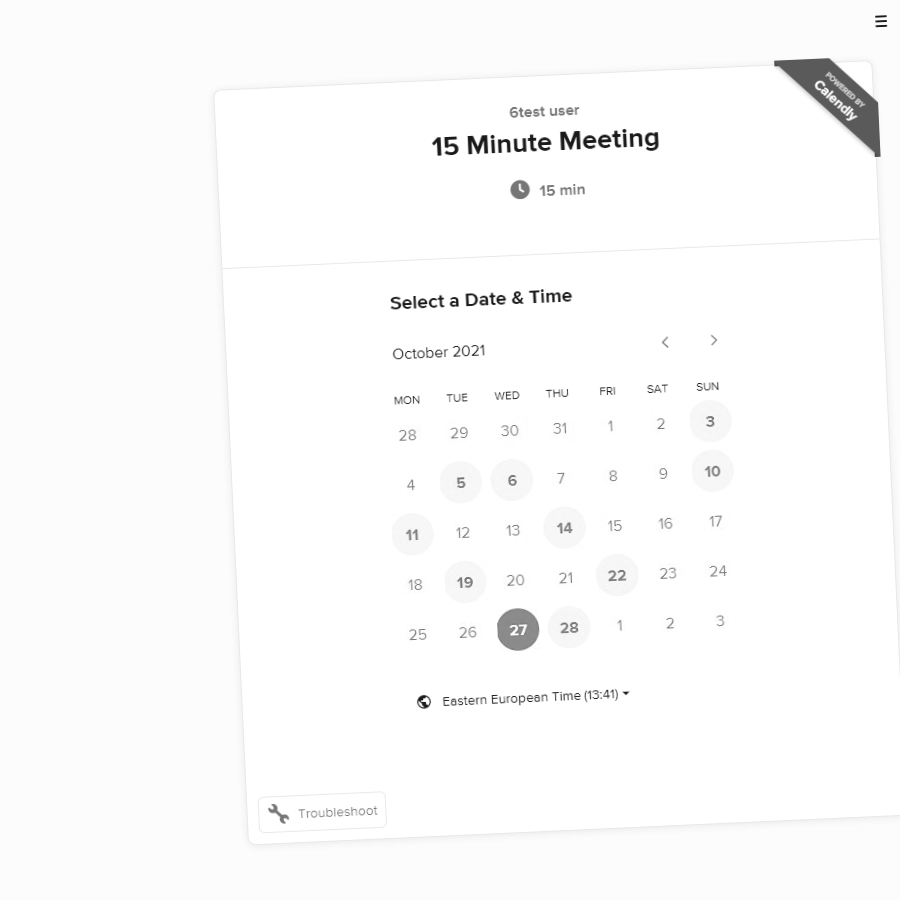 POWERED BY
Calendly
6test user
15 Minute Meeting
15 min
Select a Date & Time
October 2021
MON TUE WED THU FRI SAT SUN
28 29 30 31 1 2 3
4 5 6 7 8 9 10
11 12 13 14 15 16 17
18 19 20 21 22 23 24
25 26 27 28 1 2 3
Eastern European Time (13:41)
Troubleshoot